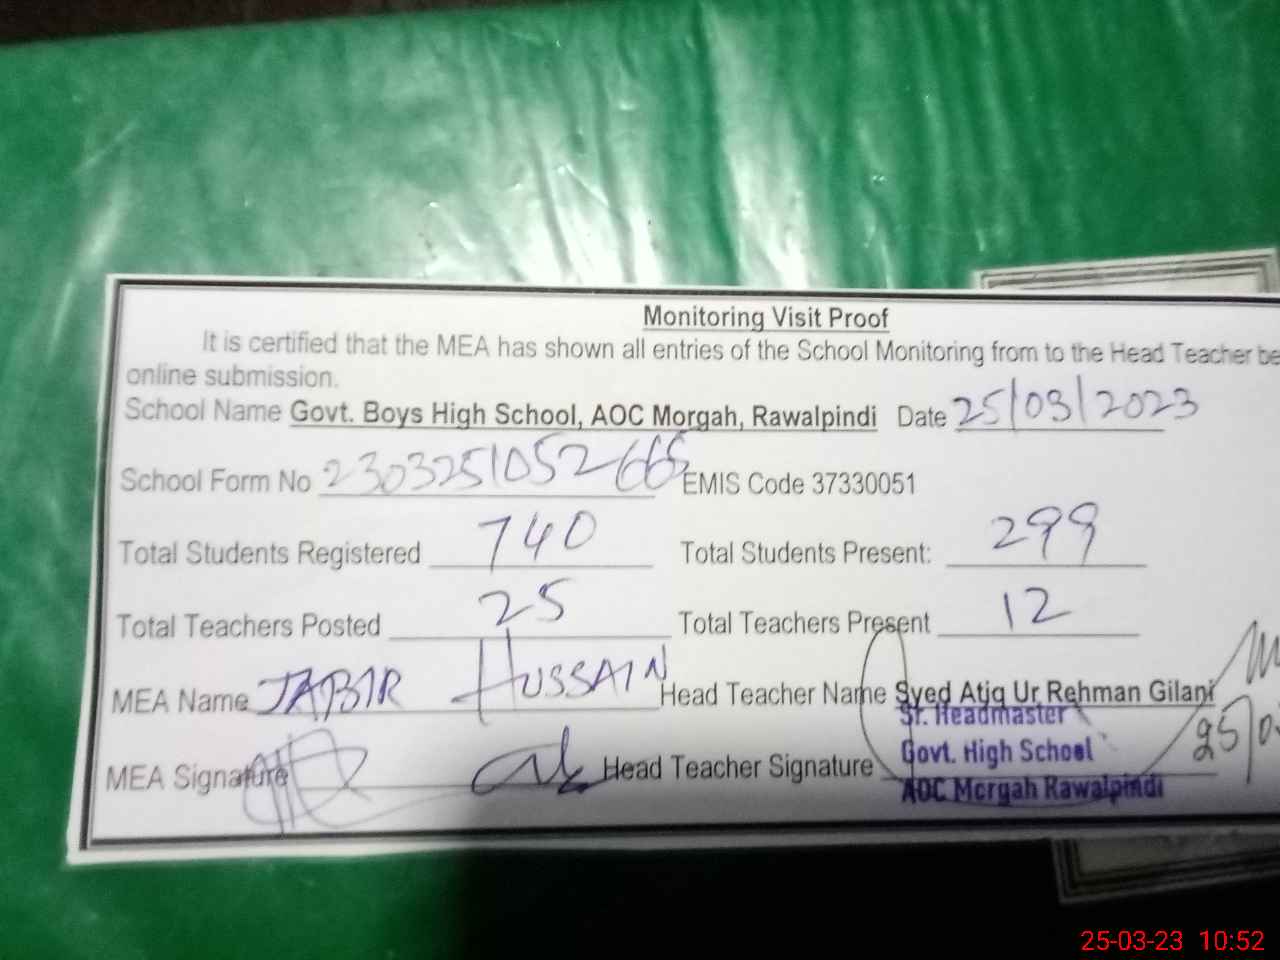 Monitoring Visit Proof
It is certified that the MEA has shown all entries of the School Monitoring from to the Head Teacher be
online submission.
School Name Govt. Boys High School, AOC Morgah, Rawalpindi Date 25/03/2023
School Form No 2303251052665 EMIS Code 37330051
Total Students Registered 740 Total Students Present: 299
Total Teachers Posted 25 Total Teachers Present 12
MEA Name JABIR HUSSAIN Head Teacher Name Syed Atiq Ur Rehman Gilani
Sr. Headmaster
MEA Signature Head Teacher Signature Govt. High School
AOC Morgah Rawalpindi
25/0
25-03-23 10:52